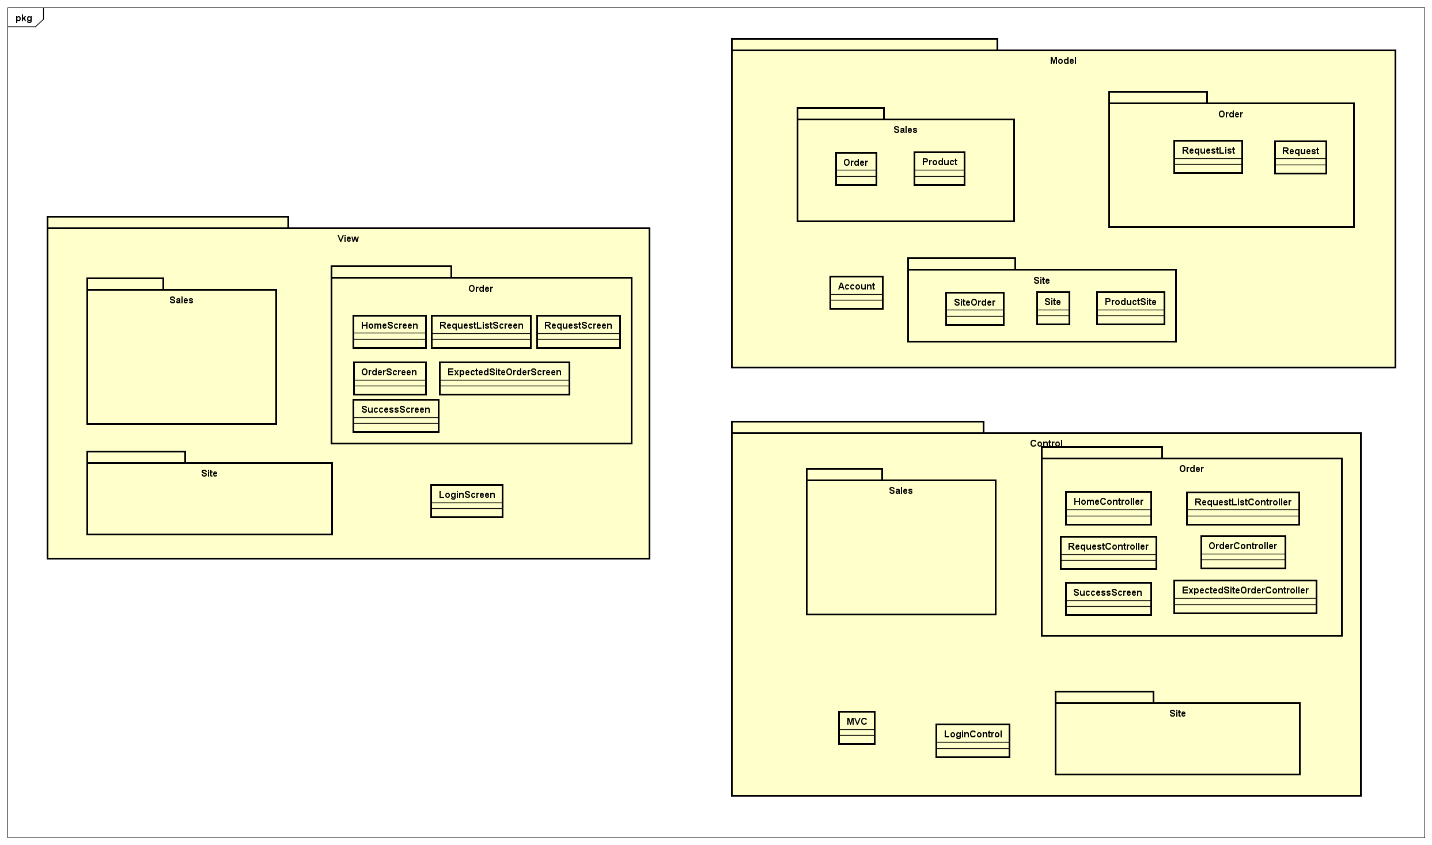 pkg
Model
Sales
Order
Product
Order
RequestList
Request
Account
Site
SiteOrder
Site
ProductSite
View
Sales
Order
HomeScreen
RequestListScreen
RequestScreen
OrderScreen
ExpectedSiteOrderScreen
SuccessScreen
Site
LoginScreen
Control
Sales
Order
HomeController
RequestListController
RequestController
OrderController
SuccessScreen
ExpectedSiteOrderController
MVC
LoginControl
Site